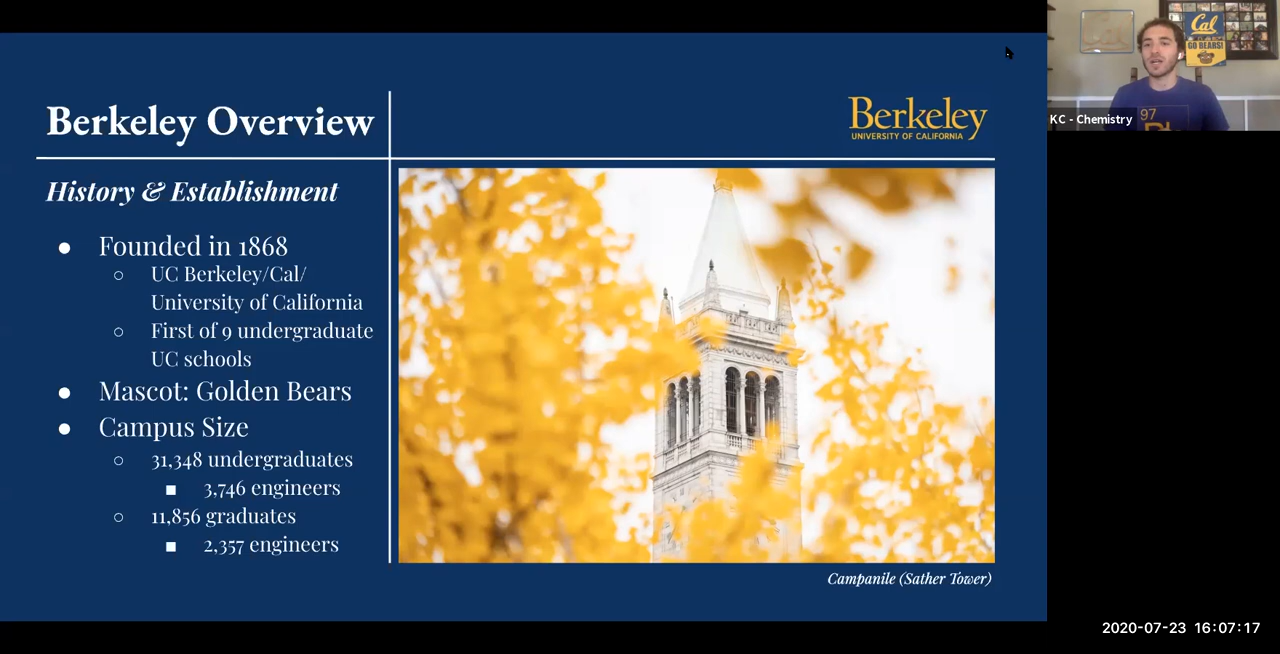 Berkeley Overview
Berkeley
UNIVERSITY OF CALIFORNIA
History & Establishment
● Founded in 1868
○ UC Berkeley/Cal/
University of California
○ First of 9 undergraduate
UC schools
● Mascot: Golden Bears
● Campus Size
○ 31,348 undergraduates
■ 3,746 engineers
○ 11,856 graduates
■ 2,357 engineers
Campanile (Sather Tower)
Cal
GO BEARS!
97
KC - Chemistry
2020-07-23 16:07:17